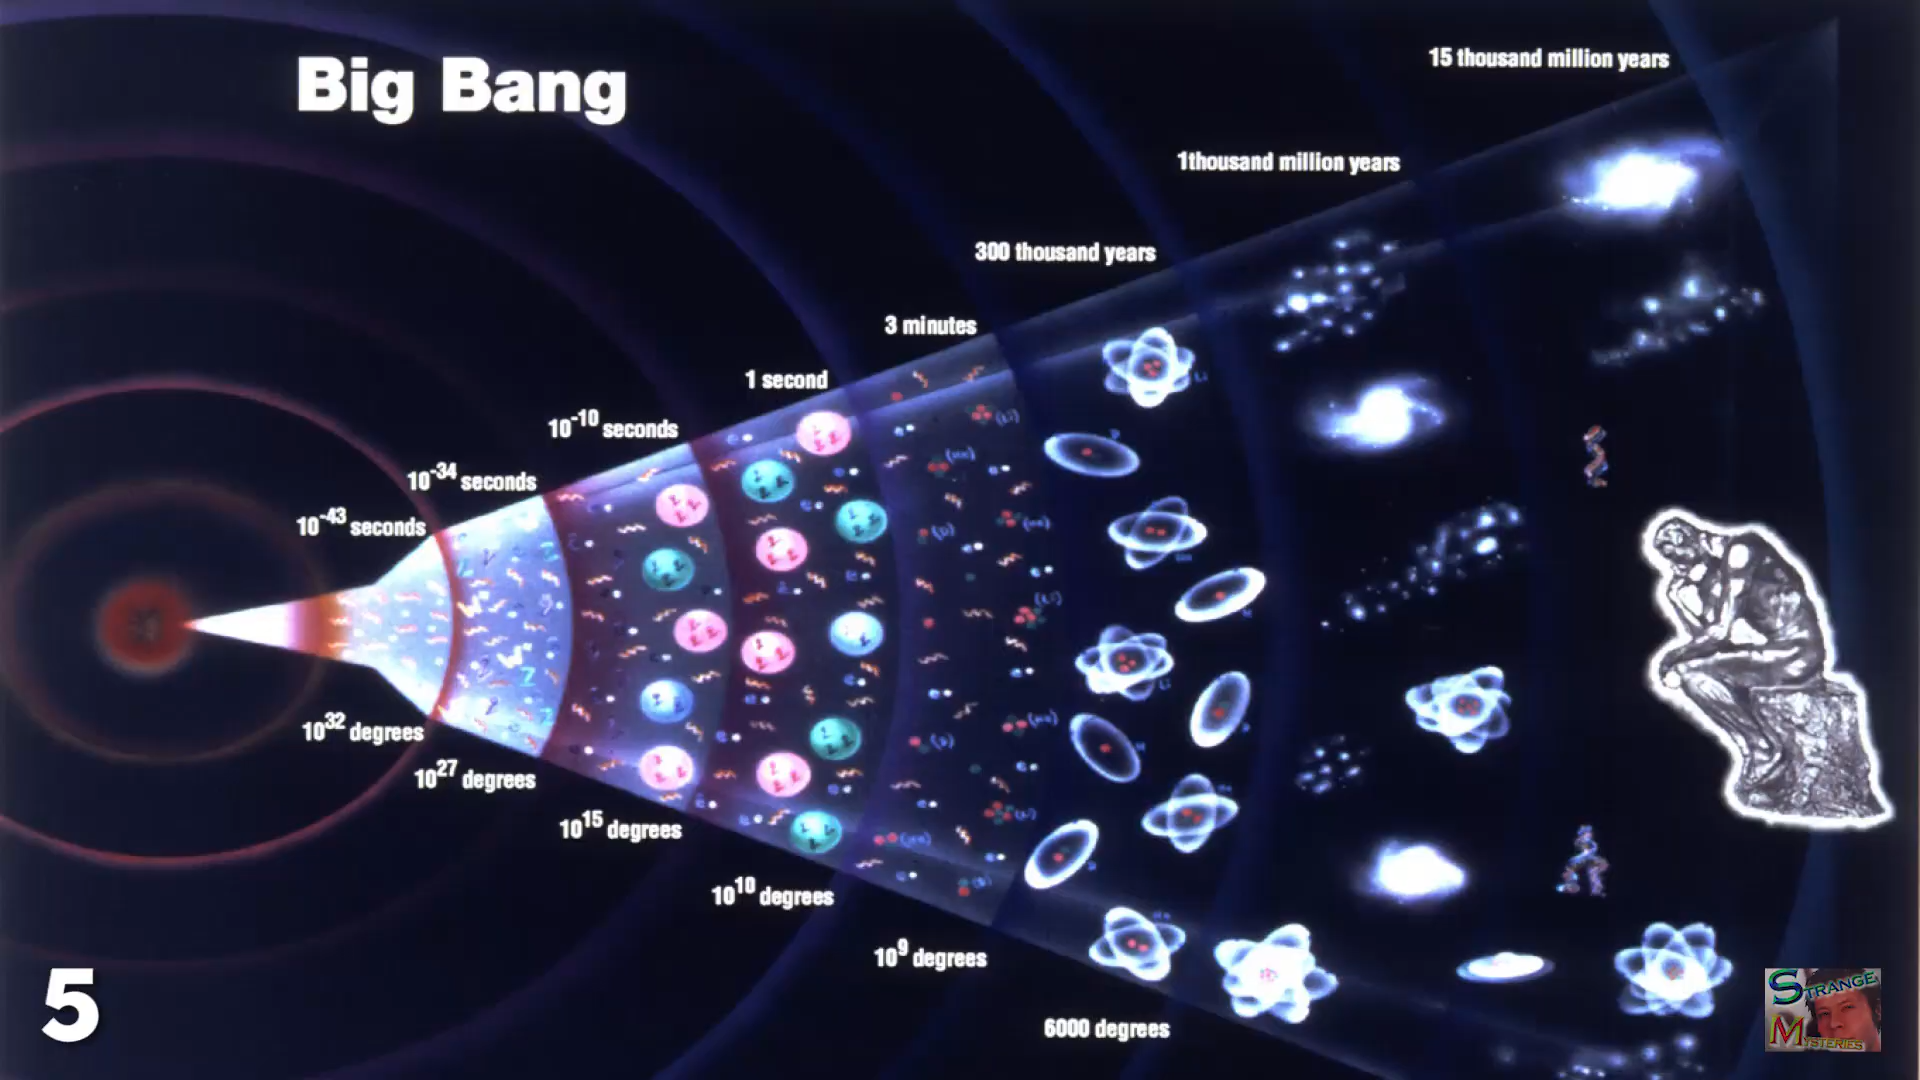 Big Bang
15 thousand million years
1thousand million years
300 thousand years
3 minutes
1 second
10-10 seconds
10-34 seconds
10-43 seconds
1032 degrees
1027 degrees
1015 degrees
1010 degrees
109 degrees
6000 degrees
5
STRANGE
MYSTERIES